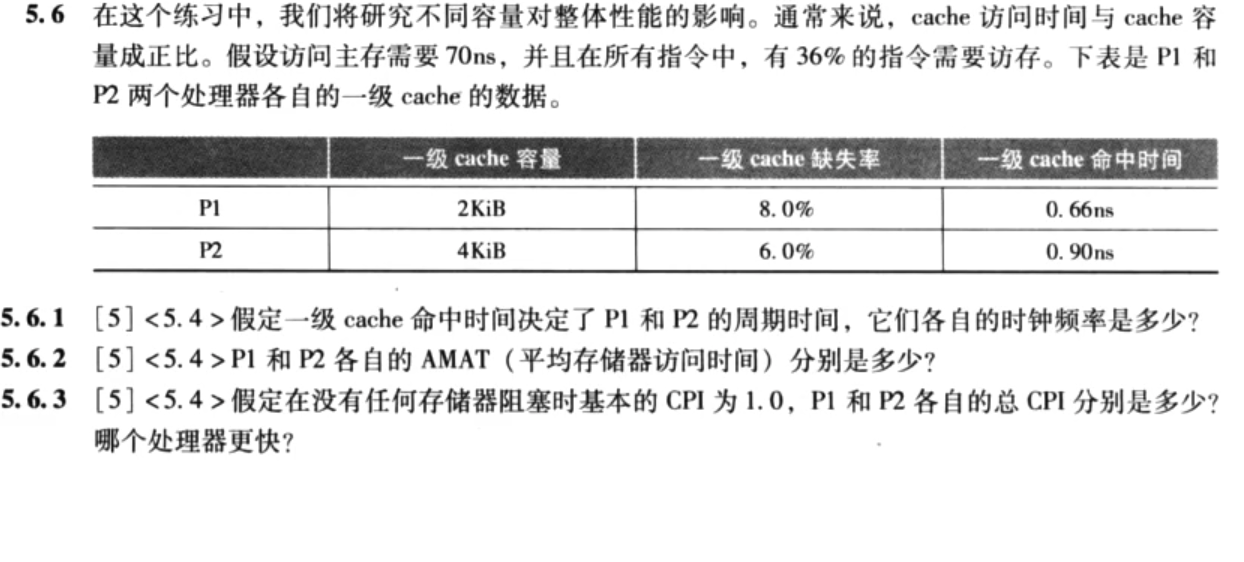 5.6 在这个练习中，我们将研究不同容量对整体性能的影响。通常来说，cache 访问时间与 cache 容
量成正比。假设访问主存需要 70ns，并且在所有指令中，有 36% 的指令需要访存。下表是 P1 和
P2 两个处理器各自的一级 cache 的数据。
一级 cache 容量 一级 cache 缺失率 一级 cache 命中时间
P1 2KiB 8.0% 0.66ns
P2 4KiB 6.0% 0.90ns
5.6.1 [5] <5.4> 假定一级 cache 命中时间决定了 P1 和 P2 的周期时间，它们各自的时钟频率是多少？
5.6.2 [5] <5.4> P1 和 P2 各自的 AMAT（平均存储器访问时间）分别是多少？
5.6.3 [5] <5.4> 假定在没有任何存储器阻塞时基本的 CPI 为 1.0，P1 和 P2 各自的总 CPI 分别是多少？
哪个处理器更快？